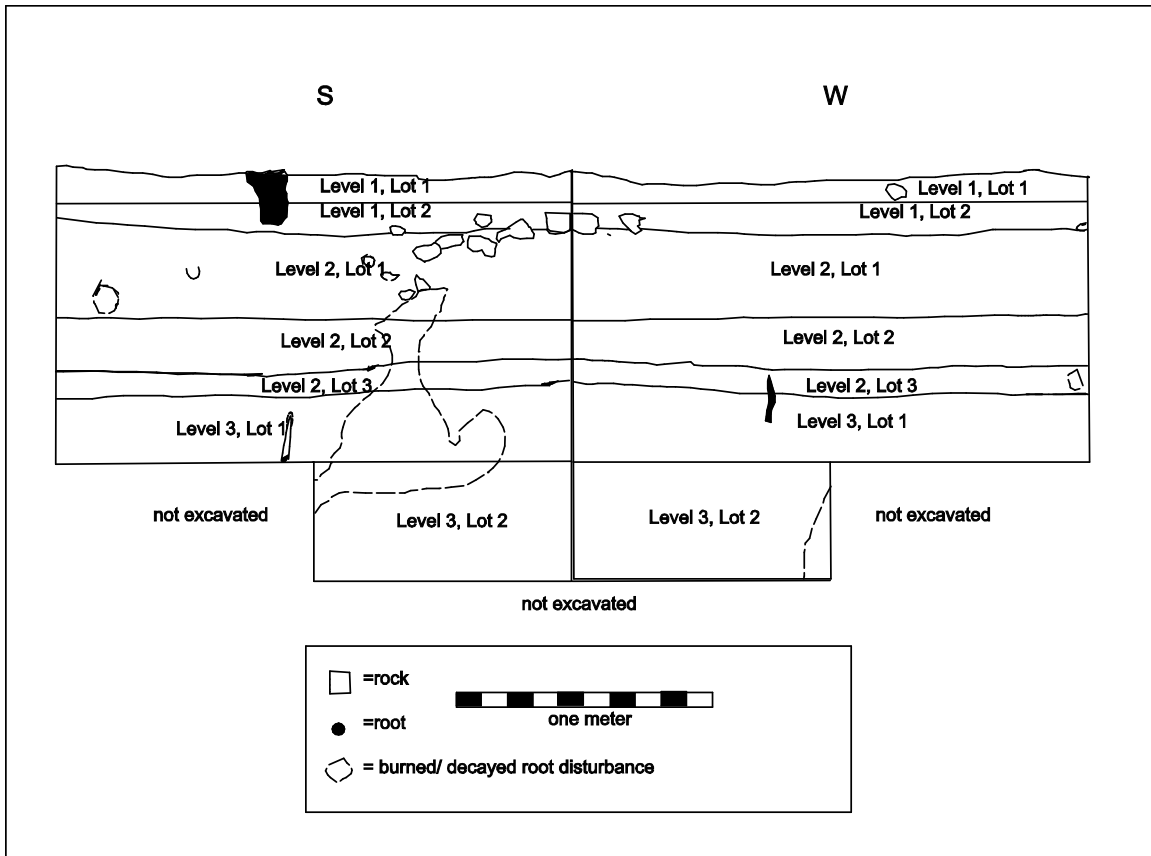 S
W
Level 1, Lot 1
Level 1, Lot 1
Level 1, Lot 2
Level 1, Lot 2
Level 2, Lot 1
Level 2, Lot 1
Level 2, Lot 2
Level 2, Lot 2
Level 2, Lot 3
Level 2, Lot 3
Level 3, Lot 1
Level 3, Lot 1
not excavated
Level 3, Lot 2
Level 3, Lot 2
not excavated
not excavated
=rock
=root
one meter
= burned/ decayed root disturbance